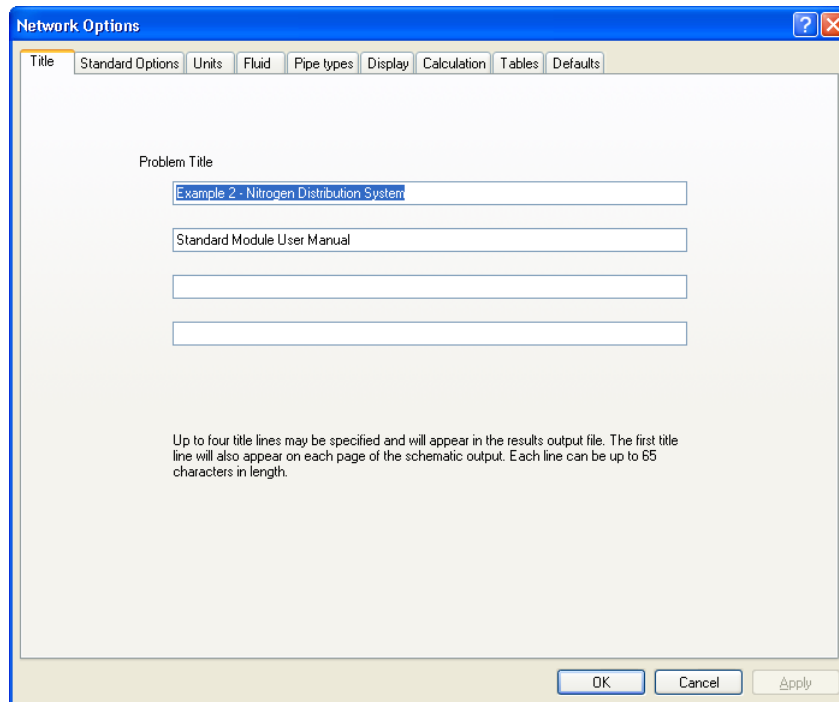 Network Options
Title Standard Options Units Fluid Pipe types Display Calculation Tables Defaults
Problem Title
Example 2 - Nitrogen Distribution System
Standard Module User Manual
Up to four title lines may be specified and will appear in the results output file. The first title
line will also appear on each page of the schematic output. Each line can be up to 65
characters in length.
OK Cancel Apply